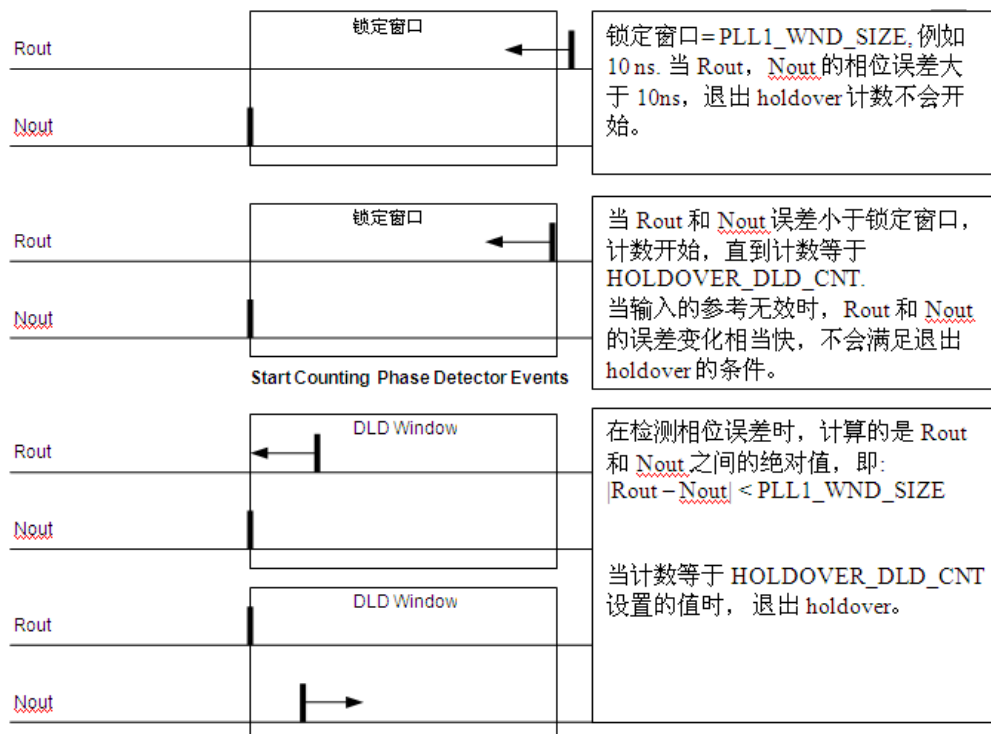 锁定窗口
Rout
Nout
锁定窗口= PLL1_WND_SIZE, 例如
10 ns. 当 Rout，Nout 的相位误差大
于 10ns，退出 holdover 计数不会开
始。
锁定窗口
Rout
Nout
Start Counting Phase Detector Events
当 Rout 和 Nout 误差小于锁定窗口，
计数开始，直到计数等于
HOLDOVER_DLD_CNT.
当输入的参考无效时，Rout 和 Nout
的误差变化相当快，不会满足退出
holdover 的条件。
DLD Window
Rout
Nout
DLD Window
Rout
Nout
在检测相位误差时，计算的是 Rout
和 Nout 之间的绝对值，即:
|Rout – Nout| < PLL1_WND_SIZE
当计数等于 HOLDOVER_DLD_CNT
设置的值时， 退出 holdover。